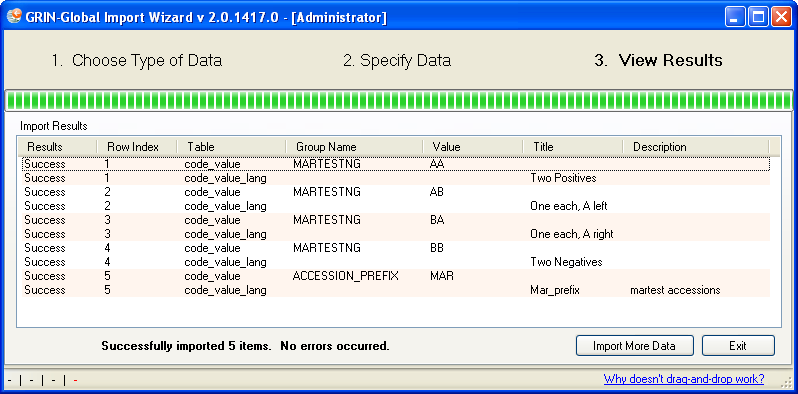 GRIN-Global Import Wizard v 2.0.1417.0 - [Administrator]
1. Choose Type of Data 2. Specify Data 3. View Results
Import Results
Results Row Index Table Group Name Value Title Description
Success 1 code_value MARTESTNG AA
Success 1 code_value_lang Two Positives
Success 2 code_value MARTESTNG AB
Success 2 code_value_lang One each, A left
Success 3 code_value MARTESTNG BA
Success 3 code_value_lang One each, A right
Success 4 code_value MARTESTNG BB
Success 4 code_value_lang Two Negatives
Success 5 code_value ACCESSION_PREFIX MAR
Success 5 code_value_lang Mar_prefix martest accessions
Successfully imported 5 items. No errors occurred. Import More Data Exit
- | - | - | - Why doesn't drag-and-drop work?